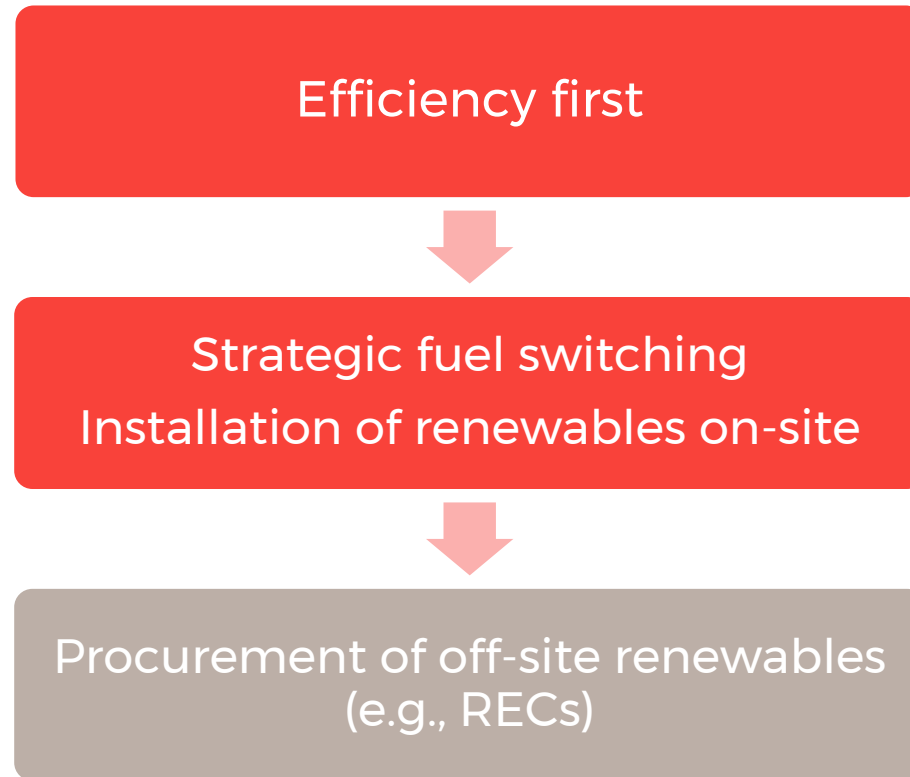 Efficiency first
Strategic fuel switching
Installation of renewables on-site
Procurement of off-site renewables
(e.g., RECs)